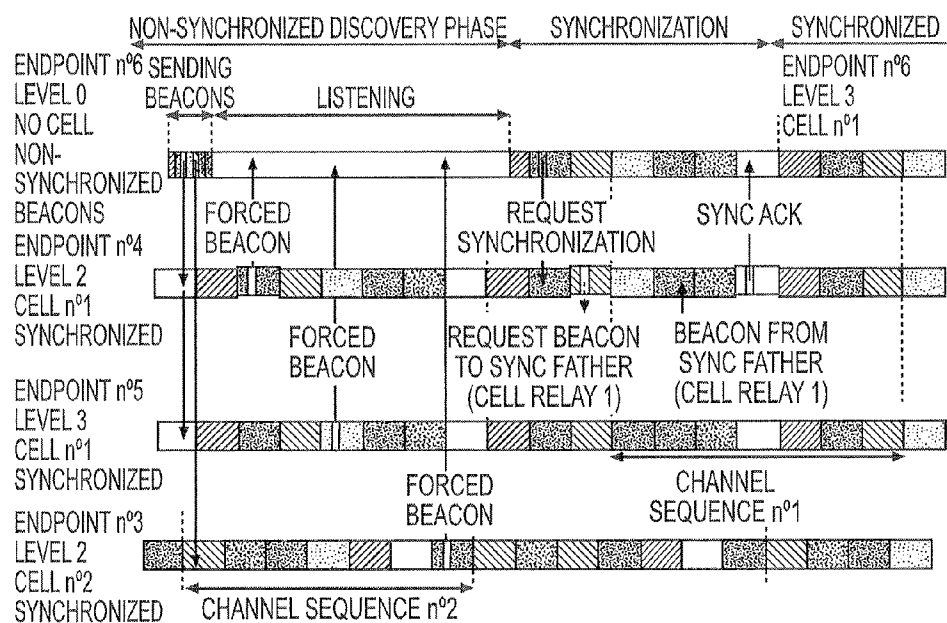 NON-SYNCHRONIZED DISCOVERY PHASE
SYNCHRONIZATION
SYNCHRONIZED
ENDPOINT nº6
LEVEL 0
NO CELL
NON-
SYNCHRONIZED
BEACONS
SENDING
BEACONS
LISTENING
ENDPOINT nº6
LEVEL 3
CELL nº1
FORCED
BEACON
REQUEST
SYNCHRONIZATION
SYNC ACK
ENDPOINT nº4
LEVEL 2
CELL nº1
SYNCHRONIZED
FORCED
BEACON
REQUEST BEACON
TO SYNC FATHER
(CELL RELAY 1)
BEACON FROM
SYNC FATHER
(CELL RELAY 1)
ENDPOINT nº5
LEVEL 3
CELL nº1
SYNCHRONIZED
FORCED
BEACON
CHANNEL
SEQUENCE nº1
ENDPOINT nº3
LEVEL 2
CELL nº2
SYNCHRONIZED
CHANNEL SEQUENCE nº2